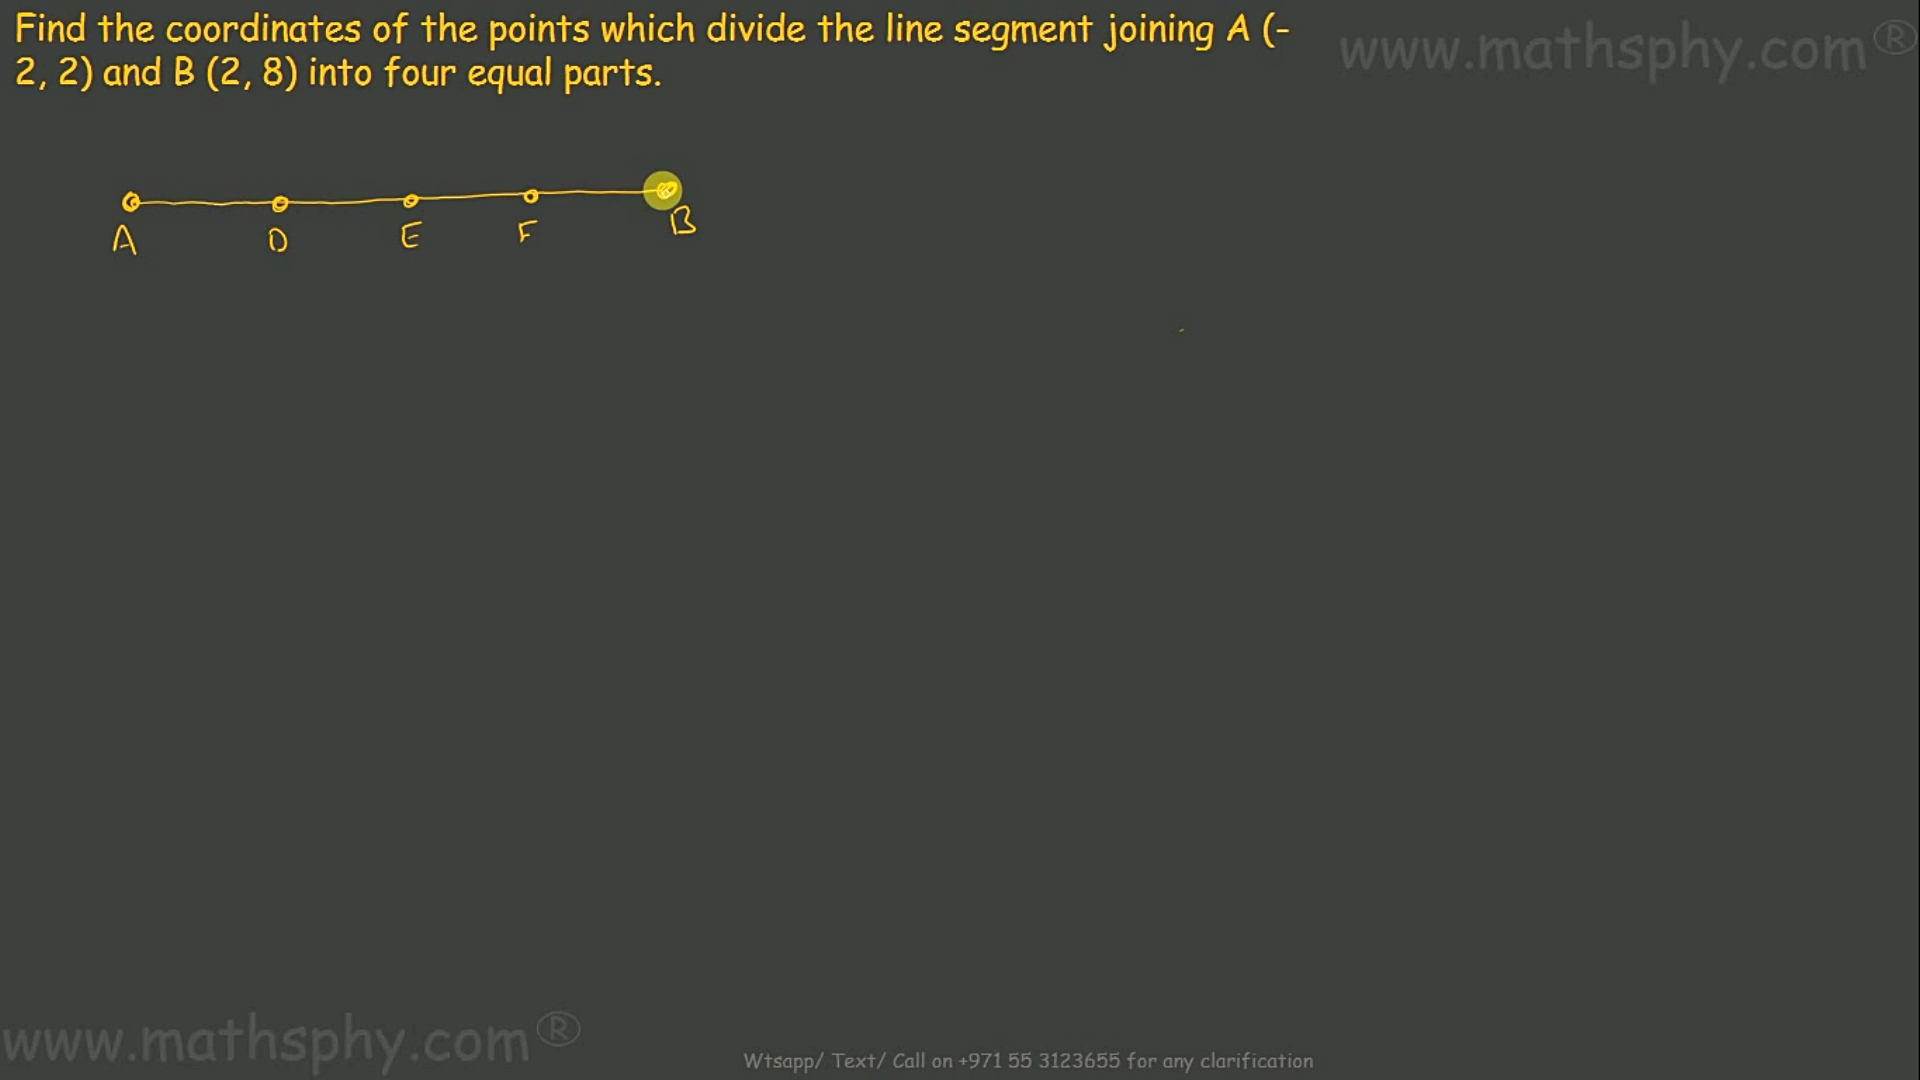 Find the coordinates of the points which divide the line segment joining A (-
2, 2) and B (2, 8) into four equal parts.
www.mathsphy.com®
A D E F B
www.mathsphy.com®
Wtsapp/ Text/ Call on +971 55 3123655 for any clarification